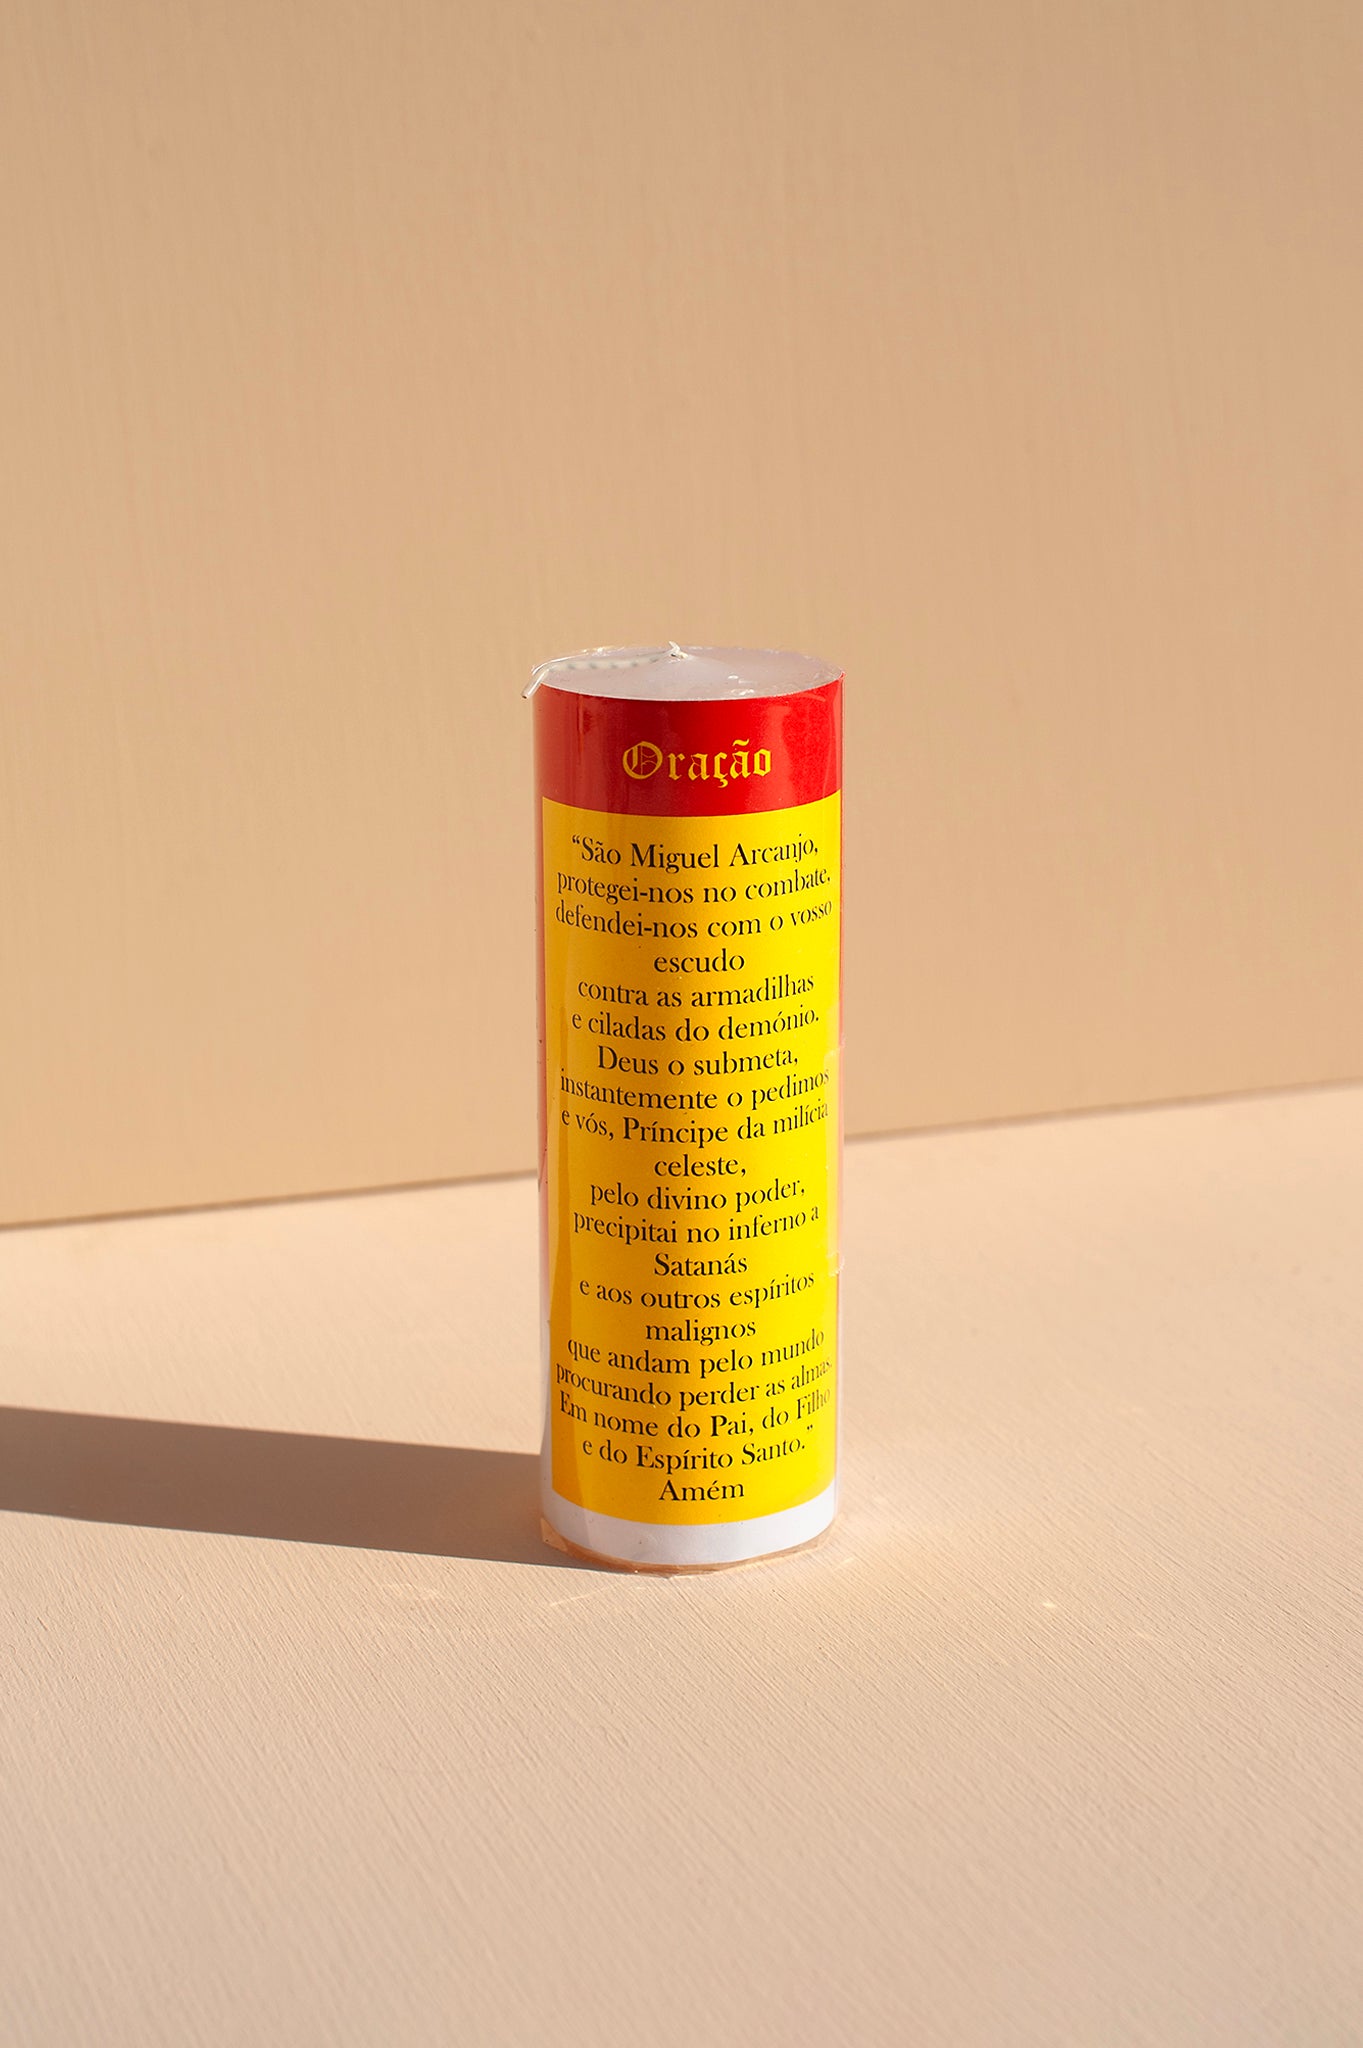 Oração
“São Miguel Arcanjo,
protegei-nos no combate,
defendei-nos com o vosso
escudo
contra as armadilhas
e ciladas do demónio.
Deus o submeta,
instantemente o pedimos
e vós, Príncipe da milícia
celeste,
pelo divino poder,
precipitai no inferno a
Satanás
e aos outros espíritos
malignos
que andam pelo mundo
procurando perder as almas.
Em nome do Pai, do Filho
e do Espírito Santo.”
Amém